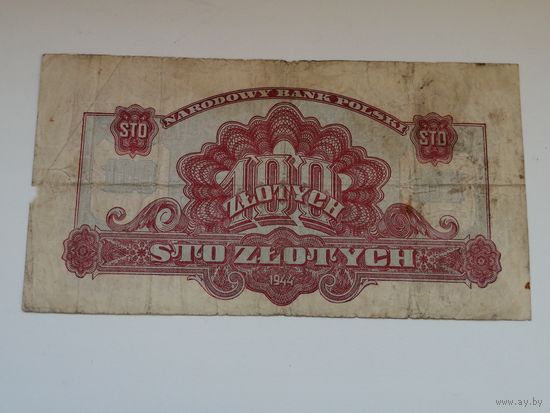 NARODOWY BANK POLSKI
STO STO
100
ZŁOTYCH
STO ZŁOTYCH
1944
www.ay.by